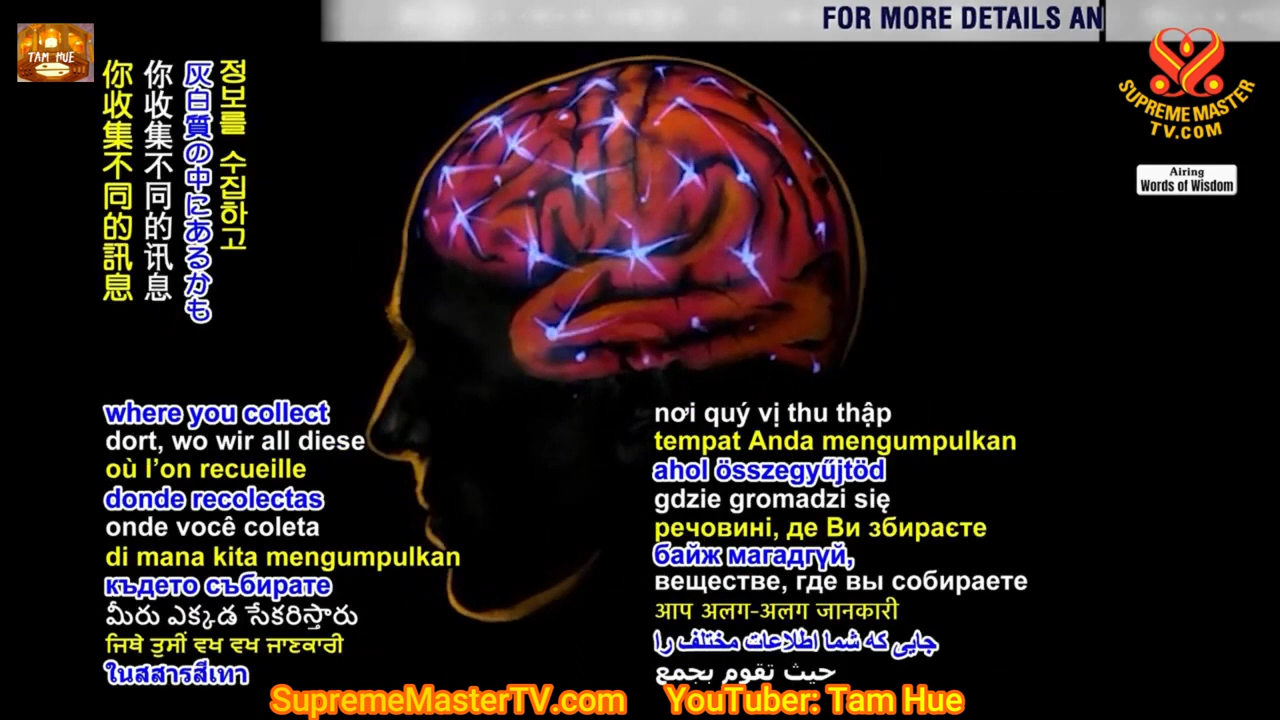 FOR MORE DETAILS AN
TAM HUE
SUPREME MASTER
TV.COM
Airing
Words of Wisdom
정보를 수집하고
灰白質の中にあるかも
你收集不同的讯息
你收集不同的訊息
where you collect
dort, wo wir all diese
où l’on recueille
donde recolectas
onde você coleta
di mana kita mengumpulkan
където събирате
మీరు ఎక్కడ సేకరిస్తారు
ਜਿਥੇ ਤੁਸੀਂ ਵਖ ਵਖ ਜਾਣਕਾਰੀ
ในสสารสีเทา
nơi quý vị thu thập
tempat Anda mengumpulkan
ahol összegyűjtöd
gdzie gromadzi się
речовині, де Ви збираєте
байж магадгүй,
веществе, где вы собираете
आप अलग-अलग जानकारी
جایی که شما اطلاعات مختلف را
حيث تقوم بجمع
SupremeMasterTV.com YouTuber: Tam Hue